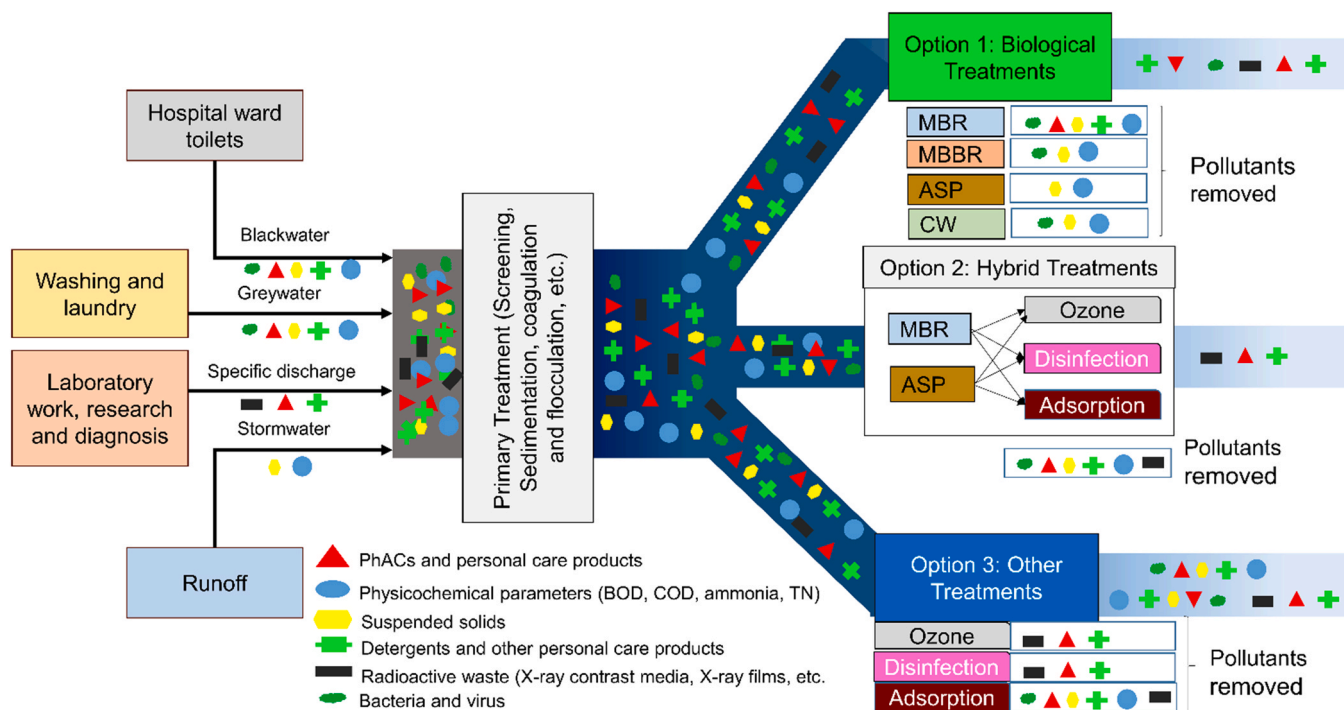 Hospital ward
toilets
Blackwater
Washing and
laundry
Greywater
Laboratory
work, research
and diagnosis
Specific discharge
Stormwater
Runoff
Primary Treatment (Screening,
Sedimentation, coagulation
and flocculation, etc.)
PhACs and personal care products
Physicochemical parameters (BOD, COD, ammonia, TN)
Suspended solids
Detergents and other personal care products
Radioactive waste (X-ray contrast media, X-ray films, etc.
Bacteria and virus
Option 1: Biological
Treatments
MBR
MBBR
ASP
CW
Pollutants
removed
Option 2: Hybrid Treatments
MBR
ASP
Ozone
Disinfection
Adsorption
Pollutants
removed
Option 3: Other
Treatments
Ozone
Disinfection
Adsorption
Pollutants
removed